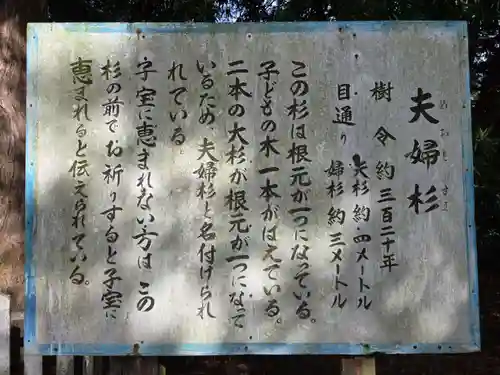 夫婦杉
めおとすぎ
樹令約三百二十年
目通り 夫杉約四メートル
婦杉約三メートル
この杉は根元が一つになっている。
子どもの木一本がはえている。
二本の大杉が根元が一つになって
いるため、夫婦杉と名付けられ
れている。
子宝に恵まれない方は、この
杉の前でお祈りすると子宝に
恵まれると伝えられている。